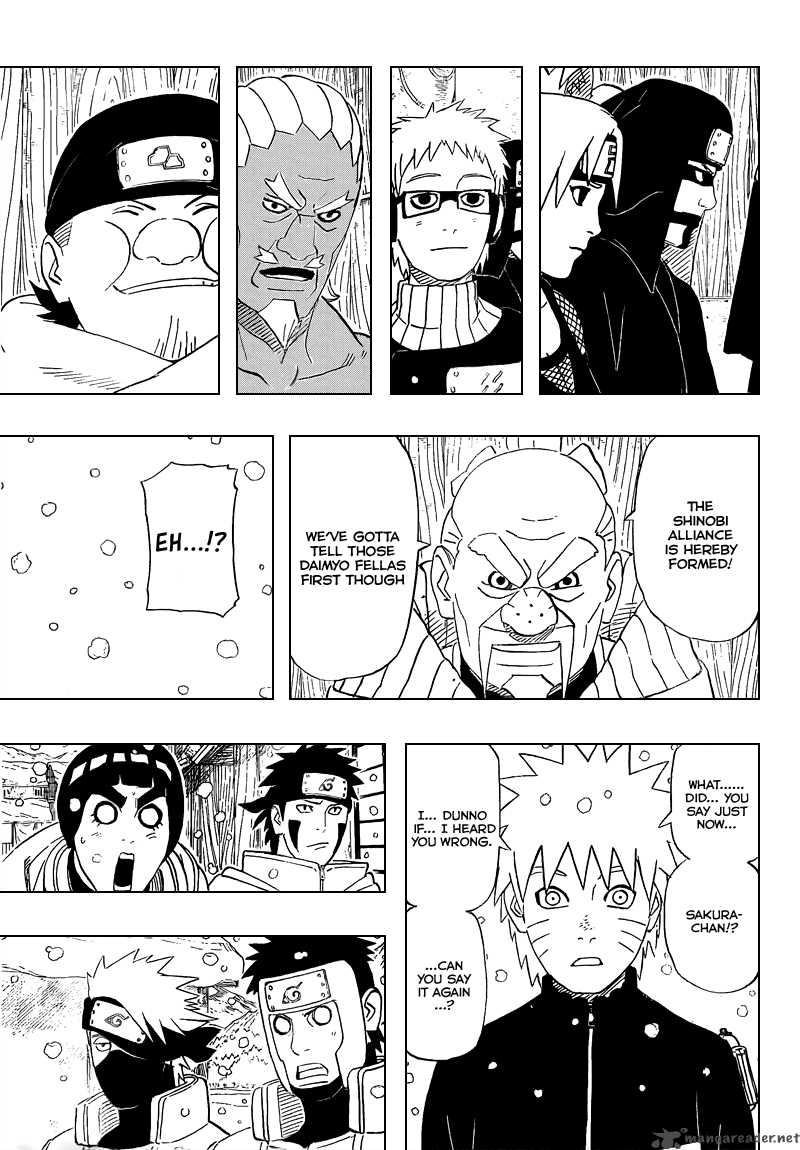 THE
SHINOBI
ALLIANCE
IS HEREBY
FORMED!
WE'VE GOTTA
TELL THOSE
DAIMYO FELLAS
FIRST THOUGH
EH...!?
WHAT......
DID... YOU
SAY JUST
NOW...
SAKURA-
CHAN!?
I... DUNNO
IF... I HEARD
YOU WRONG.
...CAN
YOU SAY
IT AGAIN
...?
mangareader.net